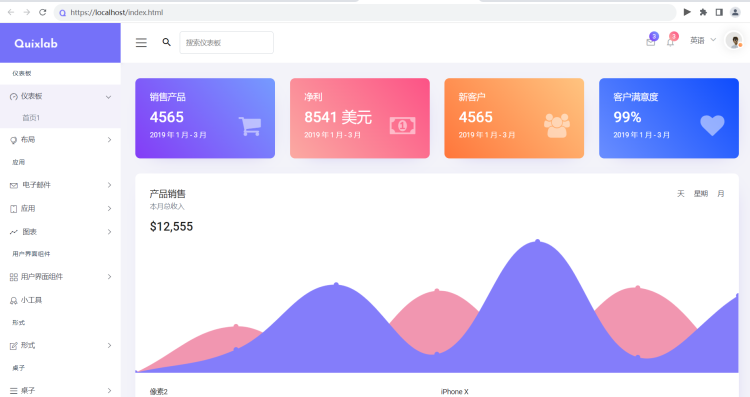 https://localhost/index.html
Quixlab
搜索仪表板
3
3
英语
仪表板
仪表板
首页1
布局
应用
电子邮件
应用
图表
用户界面组件
用户界面组件
小工具
形式
形式
桌子
桌子
销售产品
4565
2019 年 1 月 - 3 月
净利
8541 美元
2019 年 1 月 - 3 月
新客户
4565
2019 年 1 月 - 3 月
客户满意度
99%
2019 年 1 月 - 3 月
产品销售
本月总收入
$12,555
天 星期 月
像素2
iPhone X